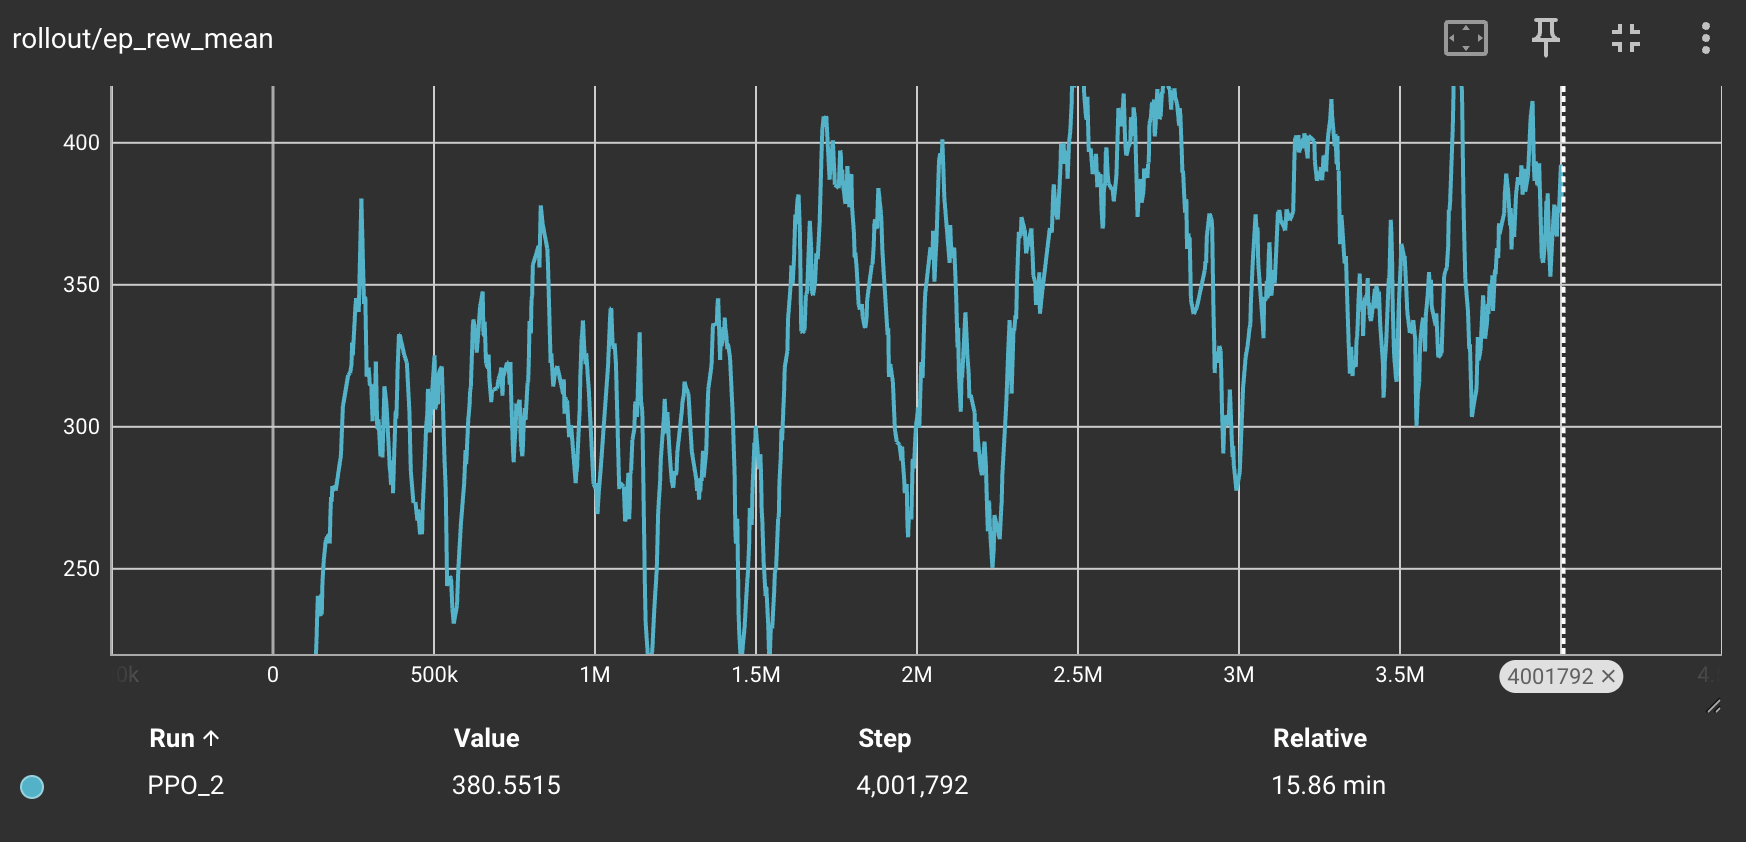 rollout/ep_rew_mean
400
350
300
250
0k 0 500k 1M 1.5M 2M 2.5M 3M 3.5M 4001792 ✕
Run ↑ Value Step Relative
PPO_2 380.5515 4,001,792 15.86 min